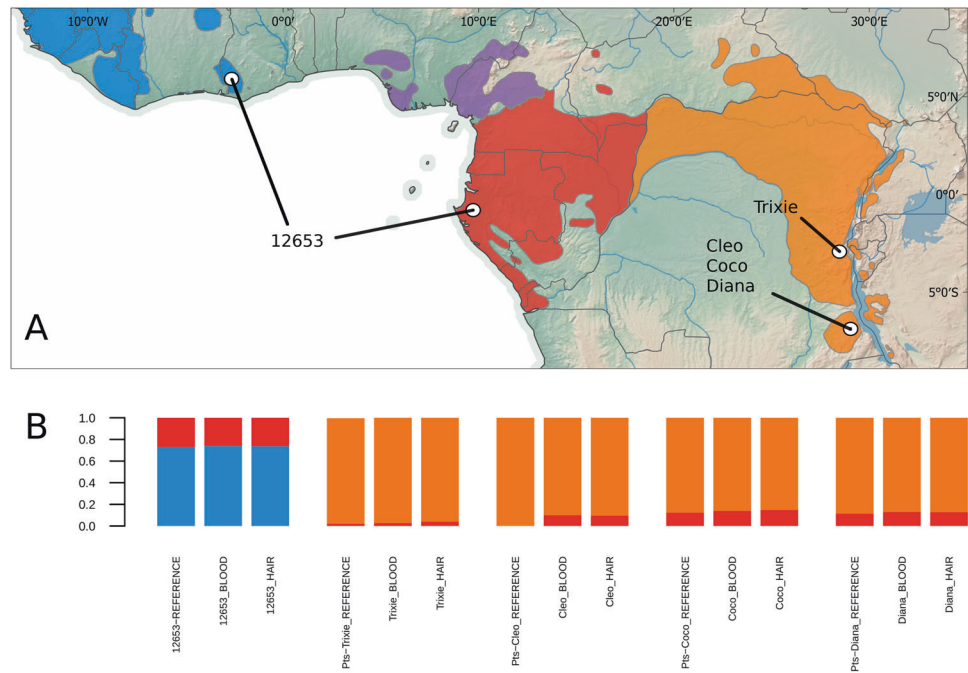 10°0'W 0°0' 10°0'E 20°0'E 30°0'E
5°0'N
0°0'
Trixie
12653
Cleo
Coco
Diana
5°0'S
A
B
1.0
0.8
0.6
0.4
0.2
0.0
12653−REFERENCE
12653_BLOOD
12653_HAIR
Pts−Trixie_REFERENCE
Trixie_BLOOD
Trixie_HAIR
Pts−Cleo_REFERENCE
Cleo_BLOOD
Cleo_HAIR
Pts−Coco_REFERENCE
Coco_BLOOD
Coco_HAIR
Pts−Diana_REFERENCE
Diana_BLOOD
Diana_HAIR